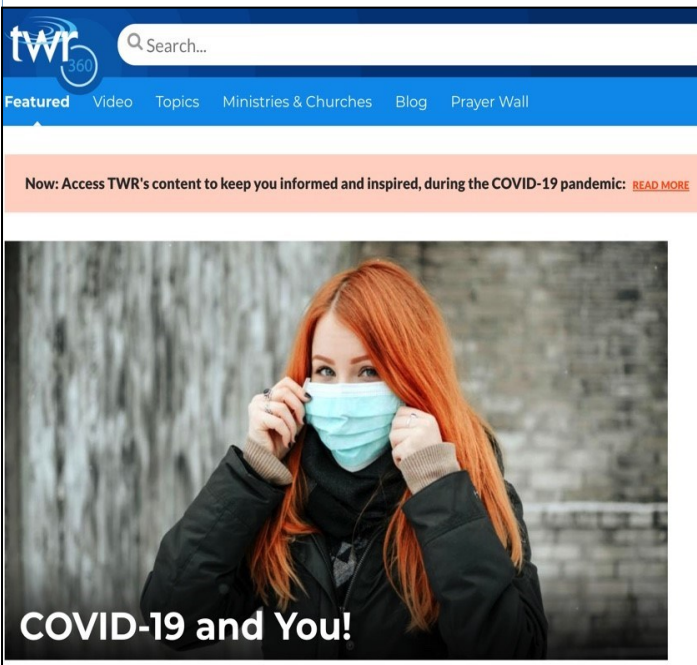 twr
360
Search...
Featured Video Topics Ministries & Churches Blog Prayer Wall
Now: Access TWR's content to keep you informed and inspired, during the COVID-19 pandemic: READ MORE
COVID-19 and You!